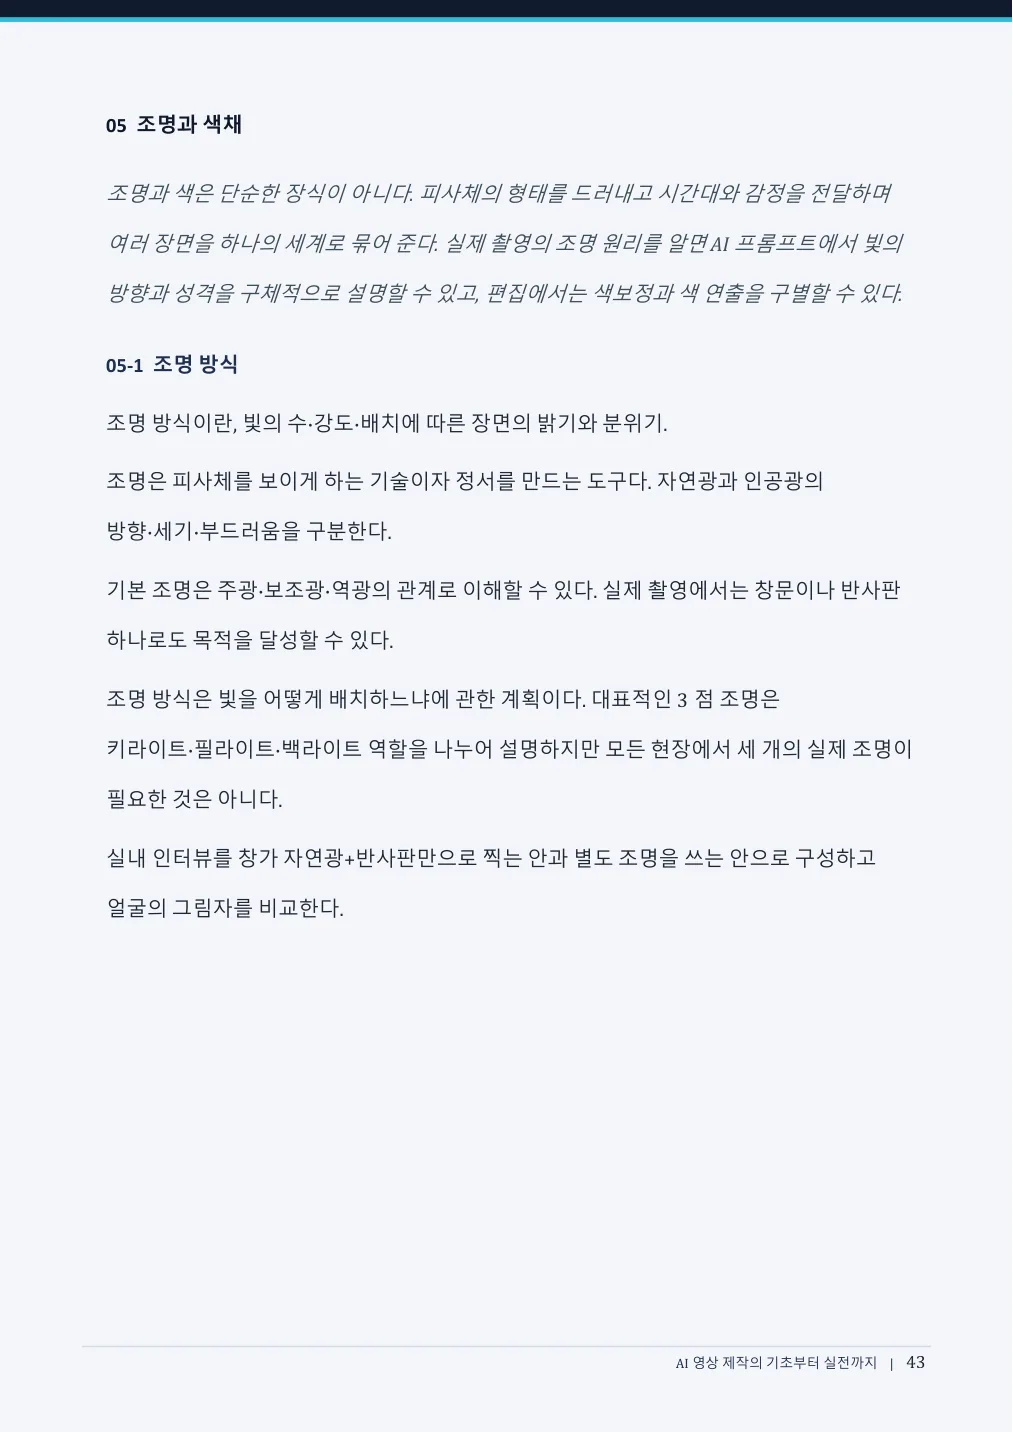 05 조명과 색채
조명과 색은 단순한 장식이 아니다. 피사체의 형태를 드러내고 시간대와 감정을 전달하며
여러 장면을 하나의 세계로 묶어 준다. 실제 촬영의 조명 원리를 알면 AI 프롬프트에서 빛의
방향과 성격을 구체적으로 설명할 수 있고, 편집에서는 색보정과 색 연출을 구별할 수 있다.
05-1 조명 방식
조명 방식이란, 빛의 수·강도·배치에 따른 장면의 밝기와 분위기.
조명은 피사체를 보이게 하는 기술이자 정서를 만드는 도구다. 자연광과 인공광의
방향·세기·부드러움을 구분한다.
기본 조명은 주광·보조광·역광의 관계로 이해할 수 있다. 실제 촬영에서는 창문이나 반사판
하나로도 목적을 달성할 수 있다.
조명 방식은 빛을 어떻게 배치하느냐에 관한 계획이다. 대표적인 3 점 조명은
키라이트·필라이트·백라이트 역할을 나누어 설명하지만 모든 현장에서 세 개의 실제 조명이
필요한 것은 아니다.
실내 인터뷰를 창가 자연광+반사판만으로 찍는 안과 별도 조명을 쓰는 안으로 구성하고
얼굴의 그림자를 비교한다.
AI 영상 제작의 기초부터 실전까지 | 43